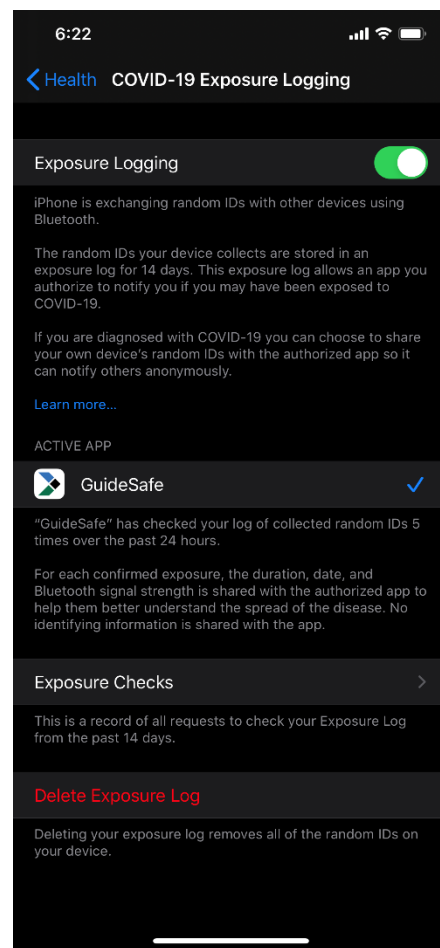 6:22
Health COVID-19 Exposure Logging
Exposure Logging
iPhone is exchanging random IDs with other devices using
Bluetooth.
The random IDs your device collects are stored in an
exposure log for 14 days. This exposure log allows an app you
authorize to notify you if you may have been exposed to
COVID-19.
If you are diagnosed with COVID-19 you can choose to share
your own device's random IDs with the authorized app so it
can notify others anonymously.
Learn more...
ACTIVE APP
GuideSafe
“GuideSafe” has checked your log of collected random IDs 5
times over the past 24 hours.
For each confirmed exposure, the duration, date, and
Bluetooth signal strength is shared with the authorized app to
help them better understand the spread of the disease. No
identifying information is shared with the app.
Exposure Checks
This is a record of all requests to check your Exposure Log
from the past 14 days.
Delete Exposure Log
Deleting your exposure log removes all of the random IDs on
your device.